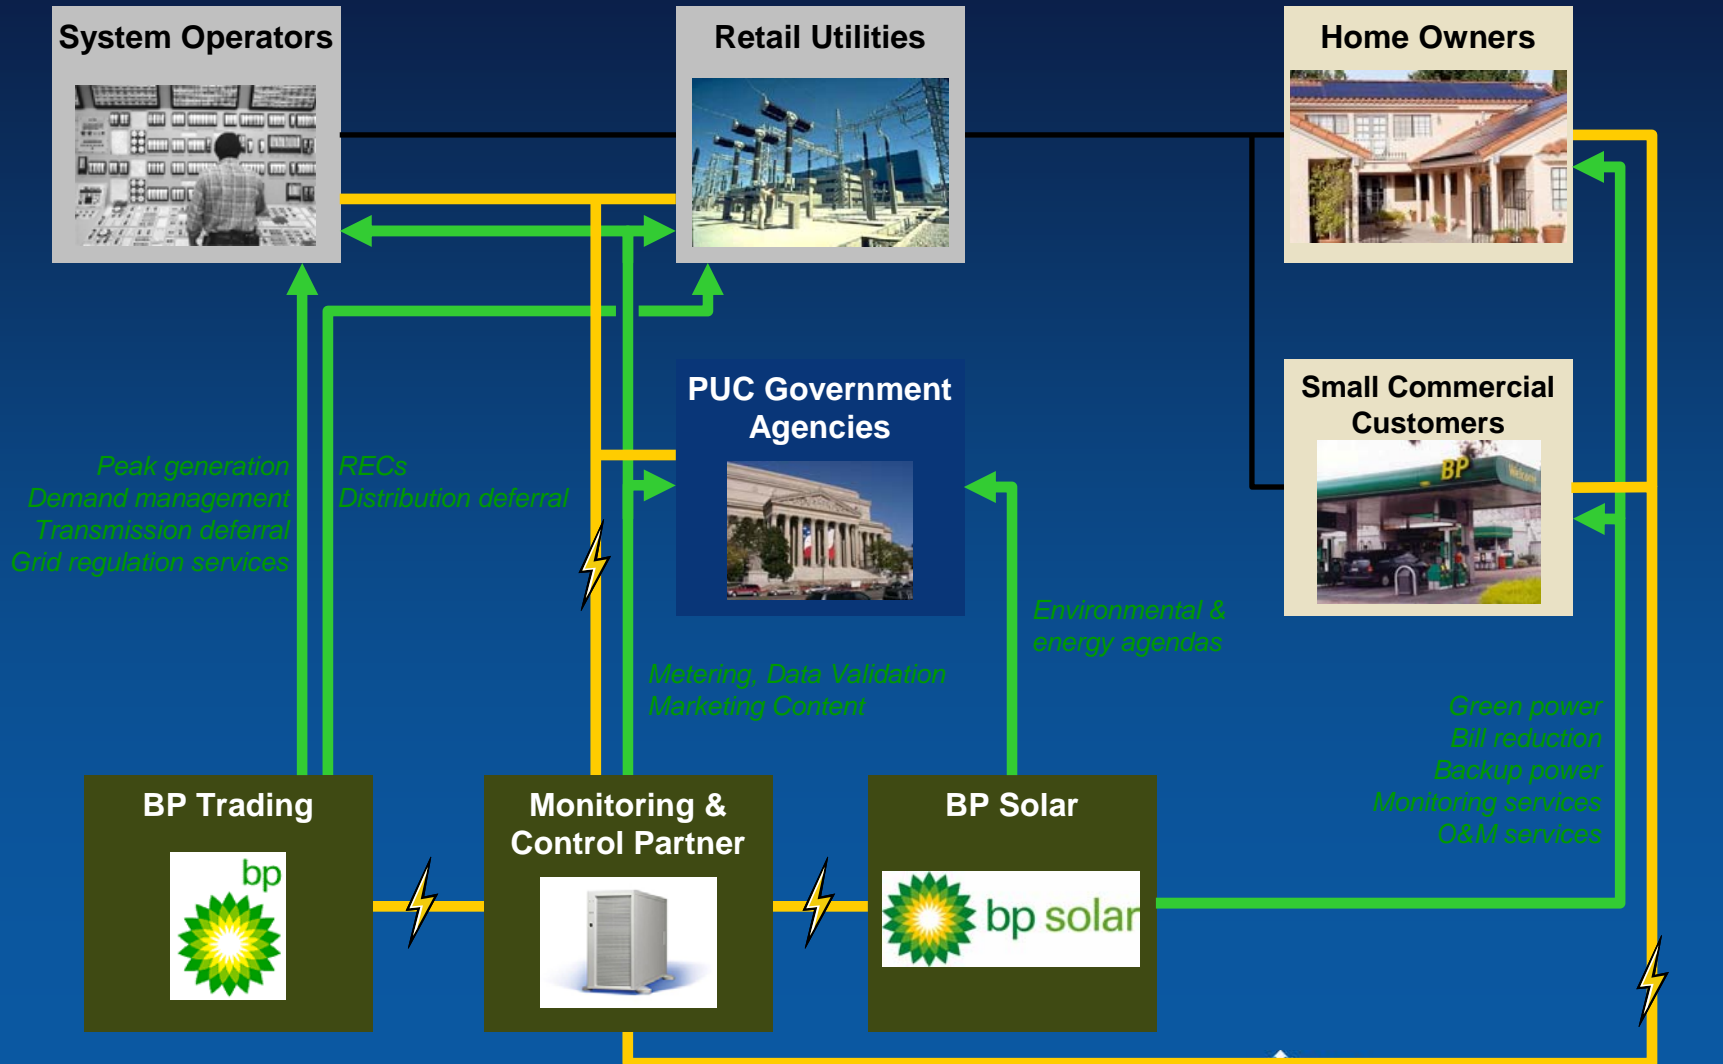 System Operators
Retail Utilities
Home Owners
PUC Government
Agencies
Small Commercial
Customers
BP
Peak generation
Demand management
Transmission deferral
Grid regulation services
RECs
Distribution deferral
Environmental &
energy agendas
Metering, Data Validation
Marketing Content
Green power
Bill reduction
Backup power
Monitoring services
O&M services
BP Trading
bp
Monitoring &
Control Partner
BP Solar
bp solar